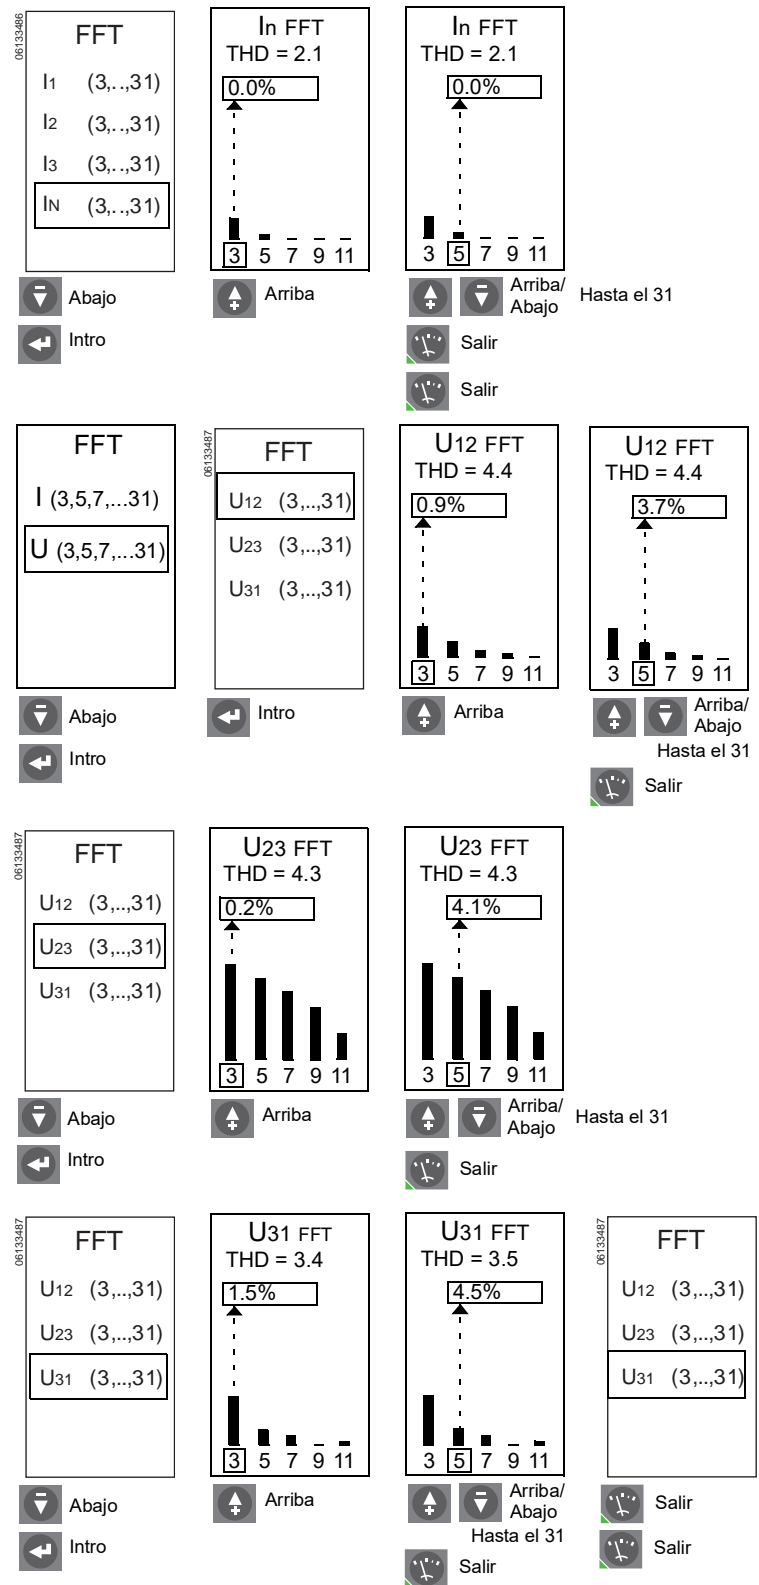 06133486
FFT
I1 (3,..,31)
I2 (3,..,31)
I3 (3,..,31)
IN (3,..,31)
Abajo
Intro
In FFT
THD = 2.1
0.0%
3 5 7 9 11
Arriba
In FFT
THD = 2.1
0.0%
3 5 7 9 11
Arriba/
Abajo
Hasta el 31
Salir
Salir
FFT
I (3,5,7,...31)
U (3,5,7,...31)
Abajo
Intro
06133487
FFT
U12 (3,..,31)
U23 (3,..,31)
U31 (3,..,31)
Intro
U12 FFT
THD = 4.4
0.9%
3 5 7 9 11
Arriba
U12 FFT
THD = 4.4
3.7%
3 5 7 9 11
Arriba/
Abajo
Hasta el 31
Salir
06133487
FFT
U12 (3,..,31)
U23 (3,..,31)
U31 (3,..,31)
Abajo
Intro
U23 FFT
THD = 4.3
0.2%
3 5 7 9 11
Arriba
U23 FFT
THD = 4.3
4.1%
3 5 7 9 11
Arriba/
Abajo
Hasta el 31
Salir
06133487
FFT
U12 (3,..,31)
U23 (3,..,31)
U31 (3,..,31)
Abajo
Intro
U31 FFT
THD = 3.4
1.5%
3 5 7 9 11
Arriba
U31 FFT
THD = 3.5
4.5%
3 5 7 9 11
Arriba/
Abajo
Hasta el 31
Salir
06133487
FFT
U12 (3,..,31)
U23 (3,..,31)
U31 (3,..,31)
Salir
Salir